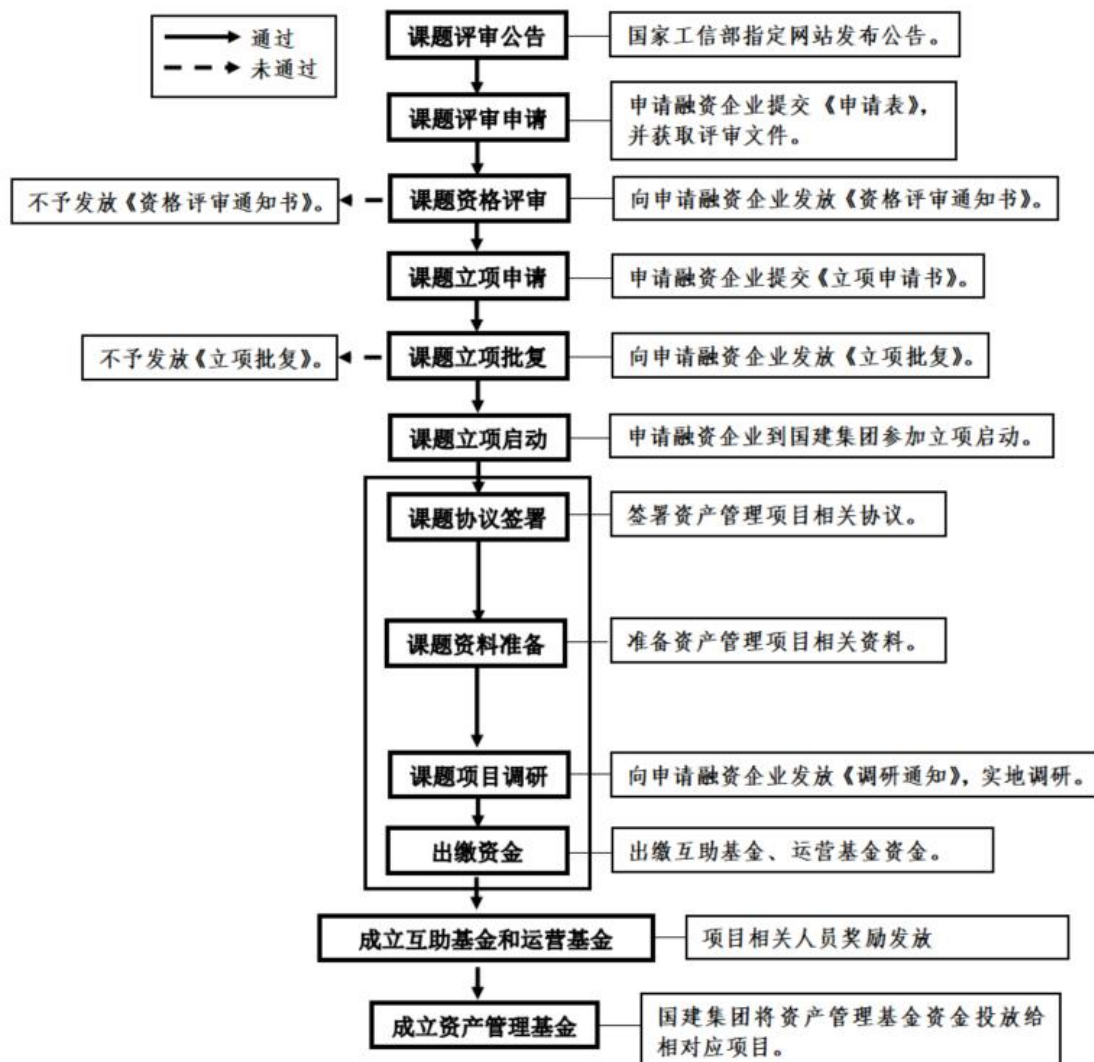 通过
未通过
课题评审公告
国家工信部指定网站发布公告。
课题评审申请
申请融资企业提交《申请表》，
并获取评审文件。
不予发放《资格评审通知书》。
课题资格评审
向申请融资企业发放《资格评审通知书》。
课题立项申请
申请融资企业提交《立项申请书》。
不予发放《立项批复》。
课题立项批复
向申请融资企业发放《立项批复》。
课题立项启动
申请融资企业到国建集团参加立项启动。
课题协议签署
签署资产管理项目相关协议。
课题资料准备
准备资产管理项目相关资料。
课题项目调研
向申请融资企业发放《调研通知》，实地调研。
出缴资金
出缴互助基金、运营基金资金。
成立互助基金和运营基金
项目相关人员奖励发放
成立资产管理基金
国建集团将资产管理基金资金投放给
相对应项目。